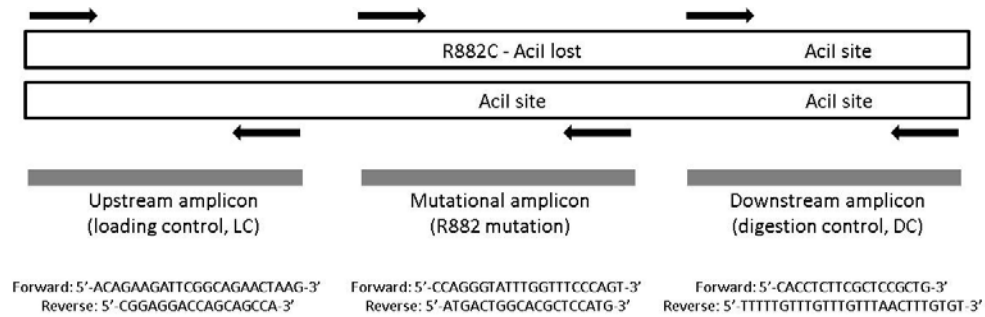 R882C - AciI lost
AciI site
AciI site
AciI site
Upstream amplicon
(loading control, LC)
Mutational amplicon
(R882 mutation)
Downstream amplicon
(digestion control, DC)
Forward: 5’-ACAGAAGATTCGGCAGAACTAAG-3’
Reverse: 5’-CGGAGGACCAGCAGCCA-3’
Forward: 5’-CCAGGGTATTTGGTTTCCCAGT-3’
Reverse: 5’-ATGACTGGCACGCTCCATG-3’
Forward: 5’-CACCTCTTCGCTCCGCTG-3’
Reverse: 5’-TTTTTGTTTGTTTGTTTAACTTTGTGT-3’